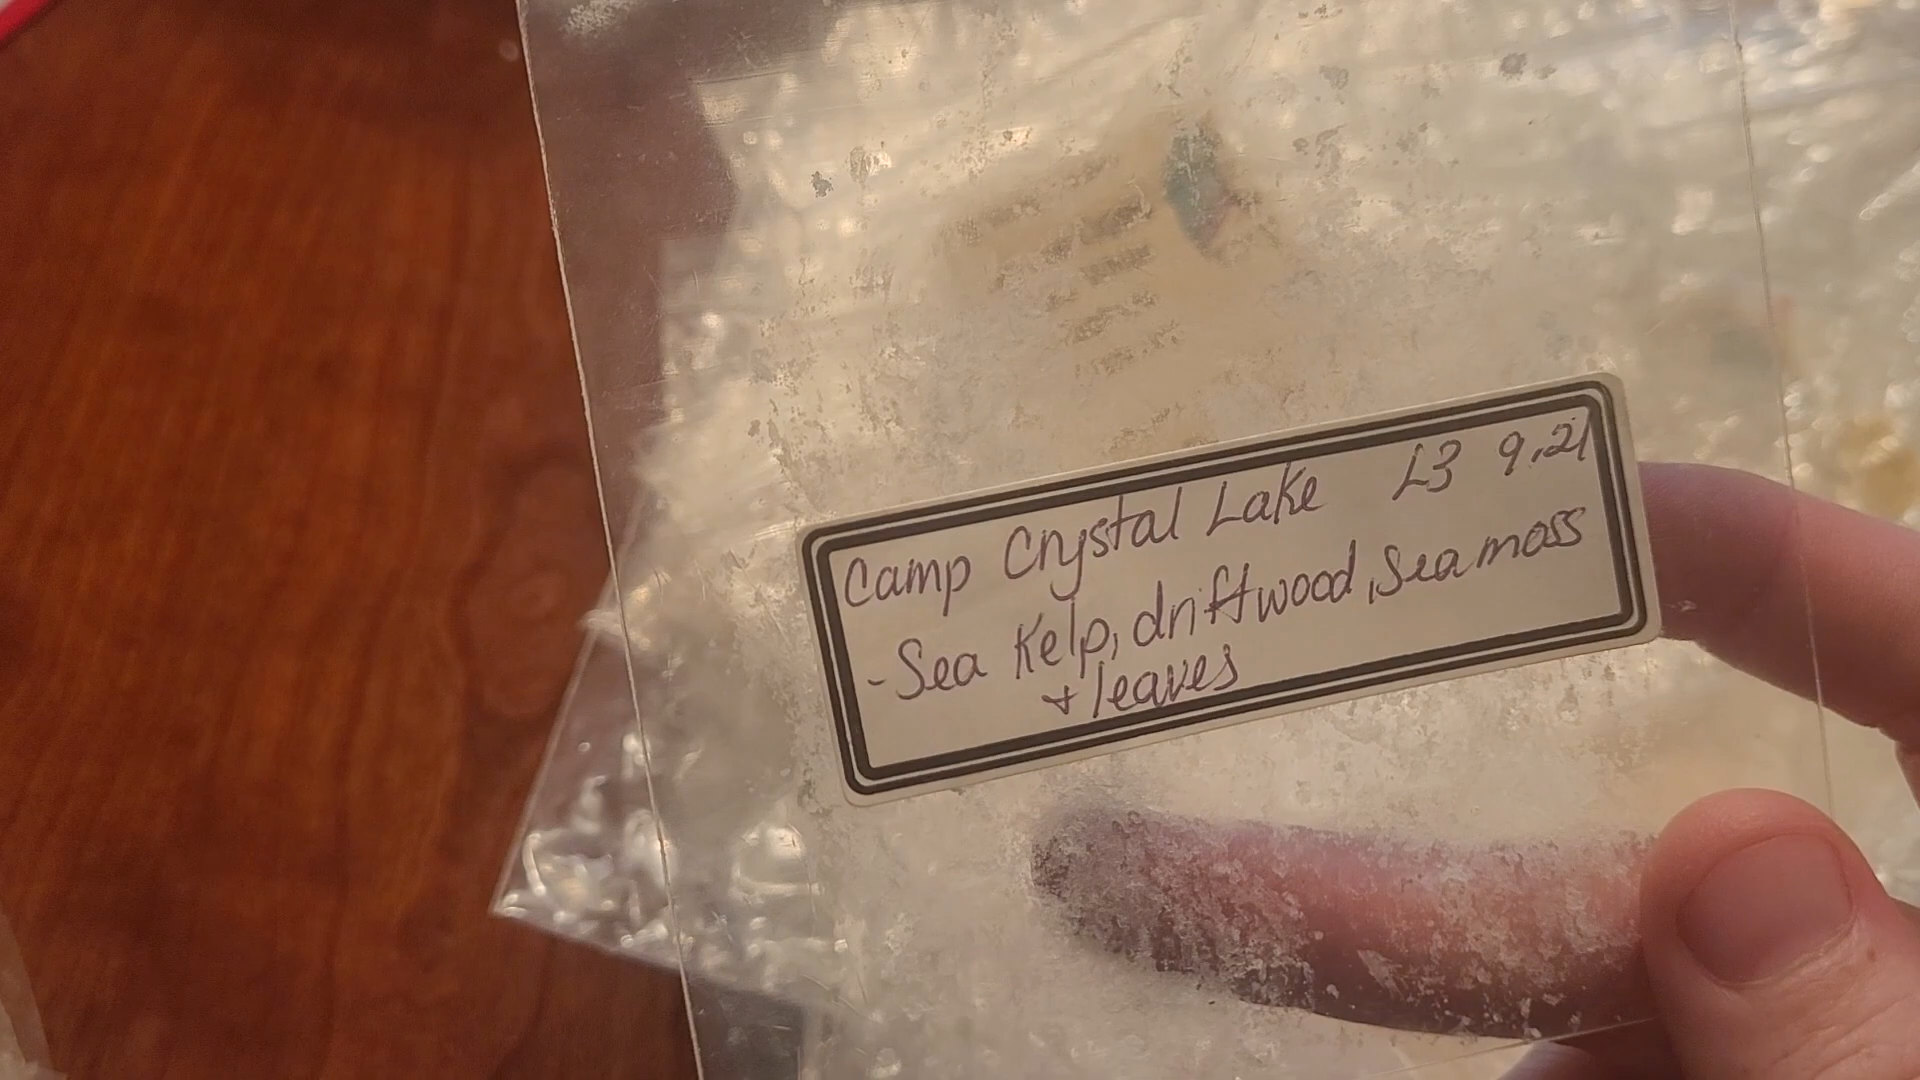 Camp Crystal Lake L3 9.21
- Sea Kelp, driftwood, Sea moss
+ leaves